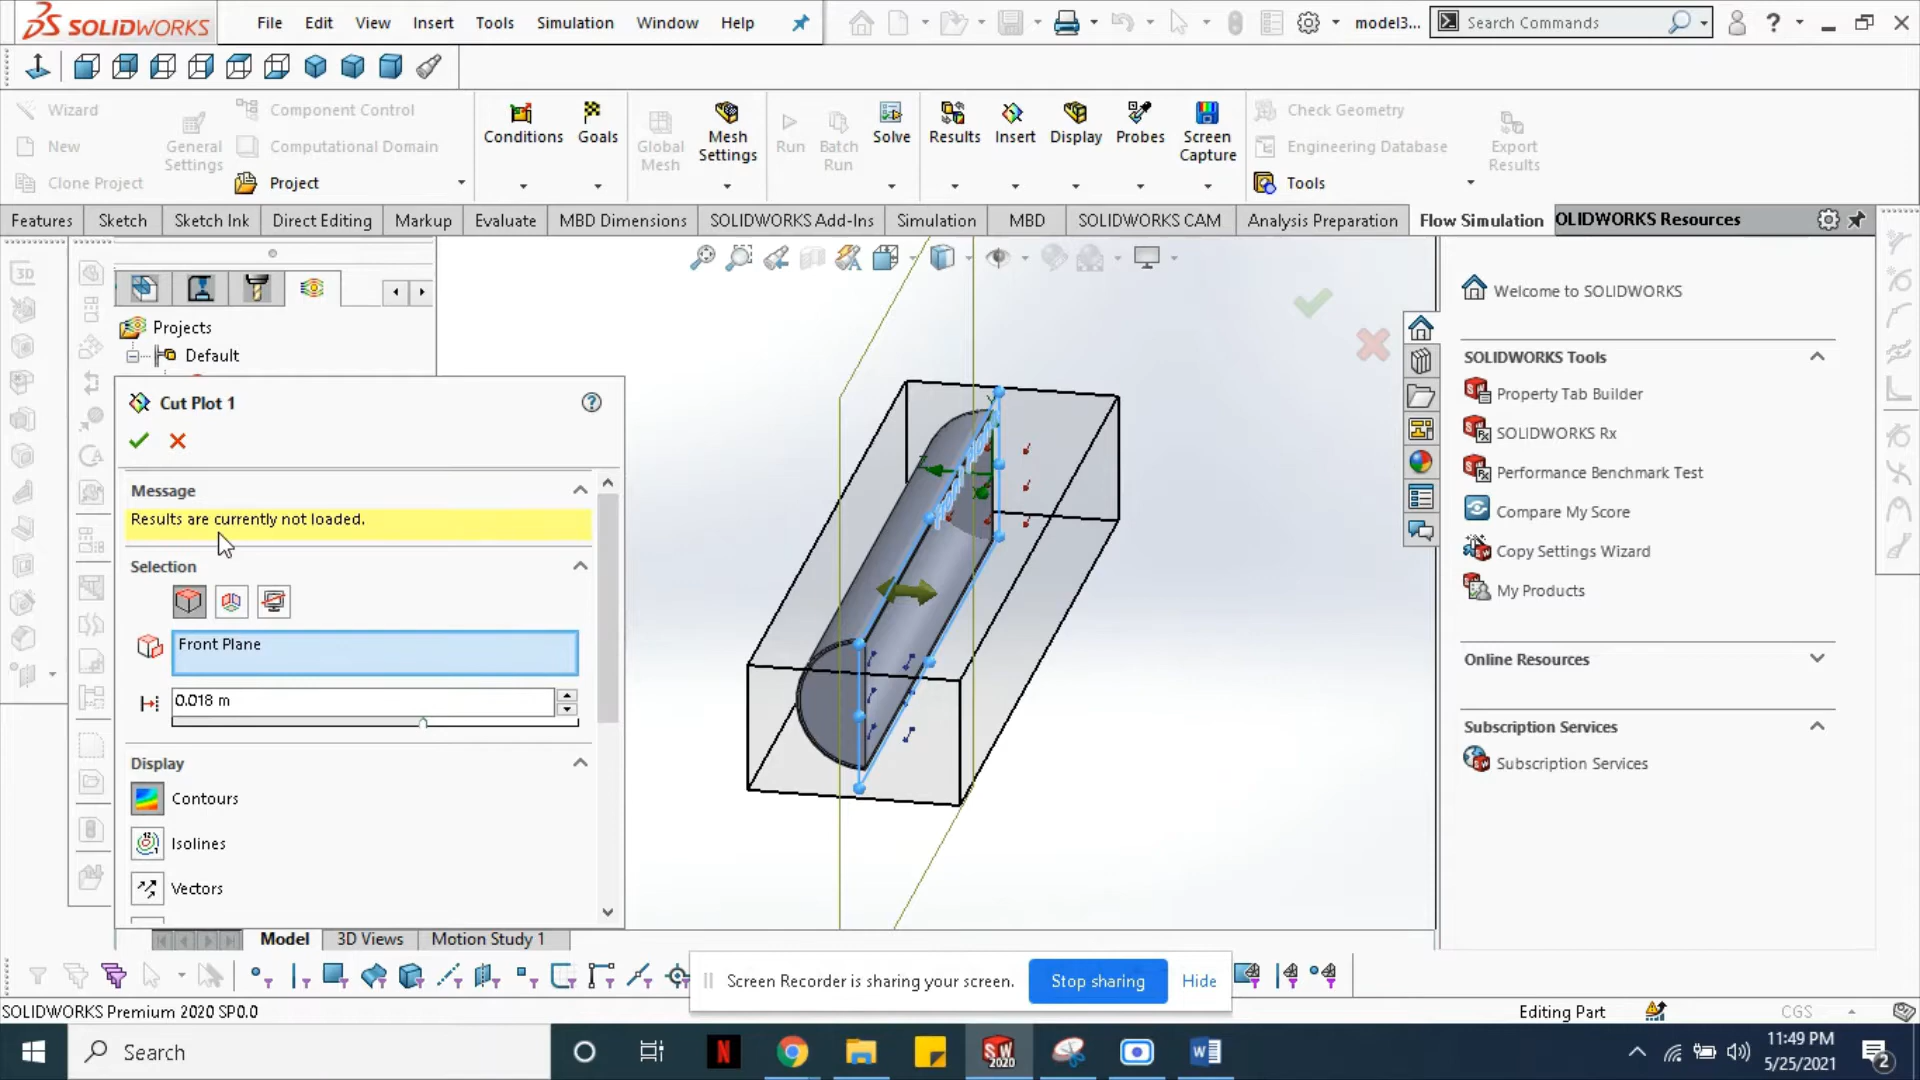 SOLIDWORKS
File
Edit
View
Insert
Tools
Simulation
Window
Help
model3...
Search Commands
?
Wizard
New
Clone Project
General
Settings
Component Control
Computational Domain
Project
Conditions
Goals
Global
Mesh
Mesh
Settings
Run
Batch
Run
Solve
Results
Insert
Display
Probes
Screen
Capture
Check Geometry
Engineering Database
Tools
Export
Results
Features
Sketch
Sketch Ink
Direct Editing
Markup
Evaluate
MBD Dimensions
SOLIDWORKS Add-Ins
Simulation
MBD
SOLIDWORKS CAM
Analysis Preparation
Flow Simulation
OLIDWORKS Resources
Projects
Default
Cut Plot 1
?
Message
Results are currently not loaded.
Selection
Front Plane
0.018 m
Display
Contours
Isolines
Vectors
Welcome to SOLIDWORKS
SOLIDWORKS Tools
Property Tab Builder
SOLIDWORKS Rx
Performance Benchmark Test
Compare My Score
Copy Settings Wizard
My Products
Online Resources
Subscription Services
Subscription Services
Model
3D Views
Motion Study 1
Screen Recorder is sharing your screen.
Stop sharing
Hide
SOLIDWORKS Premium 2020 SP0.0
Editing Part
CGS
Search
N
SW
2020
11:49 PM
5/25/2021
2